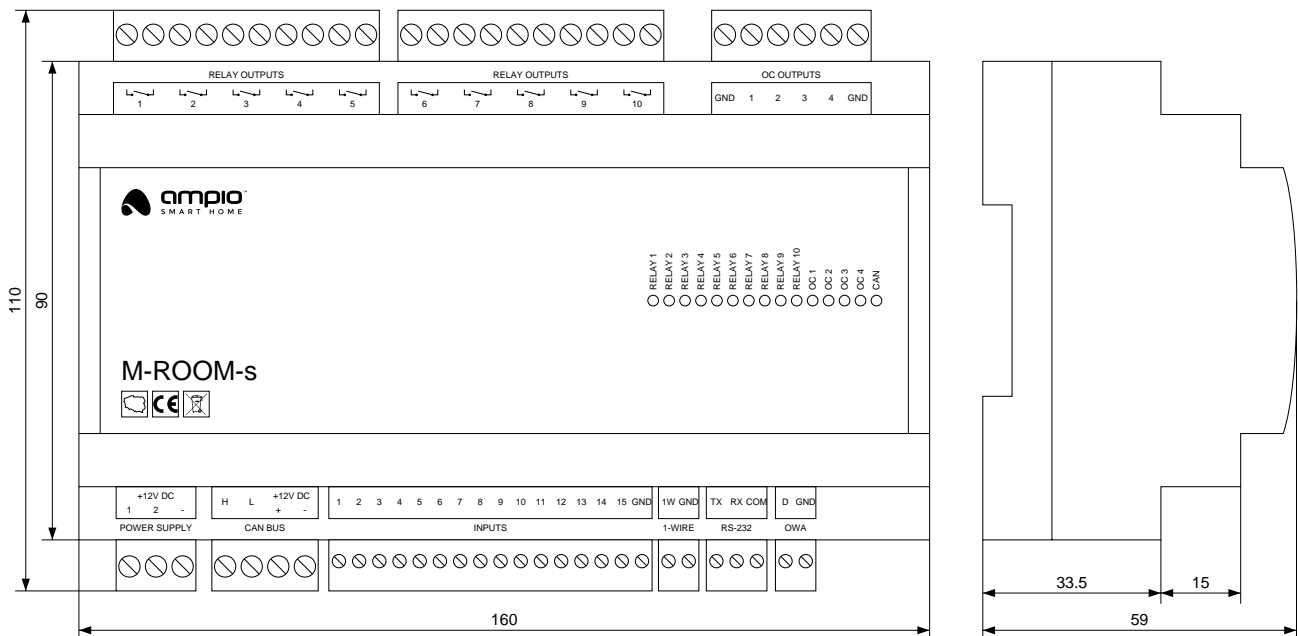 RELAY OUTPUTS
1 2 3 4 5
RELAY OUTPUTS
6 7 8 9 10
OC OUTPUTS
GND 1 2 3 4 GND
ampio™
SMART HOME
RELAY 1
RELAY 2
RELAY 3
RELAY 4
RELAY 5
RELAY 6
RELAY 7
RELAY 8
RELAY 9
RELAY 10
OC 1
OC 2
OC 3
OC 4
CAN
110
90
M-ROOM-s
CE
+12V DC
1 2 -
POWER SUPPLY
H L +12V DC
+ -
CAN BUS
1 2 3 4 5 6 7 8 9 10 11 12 13 14 15 GND
INPUTS
1W GND
1-WIRE
TX RX COM
RS-232
D GND
OWA
160
33.5
15
59